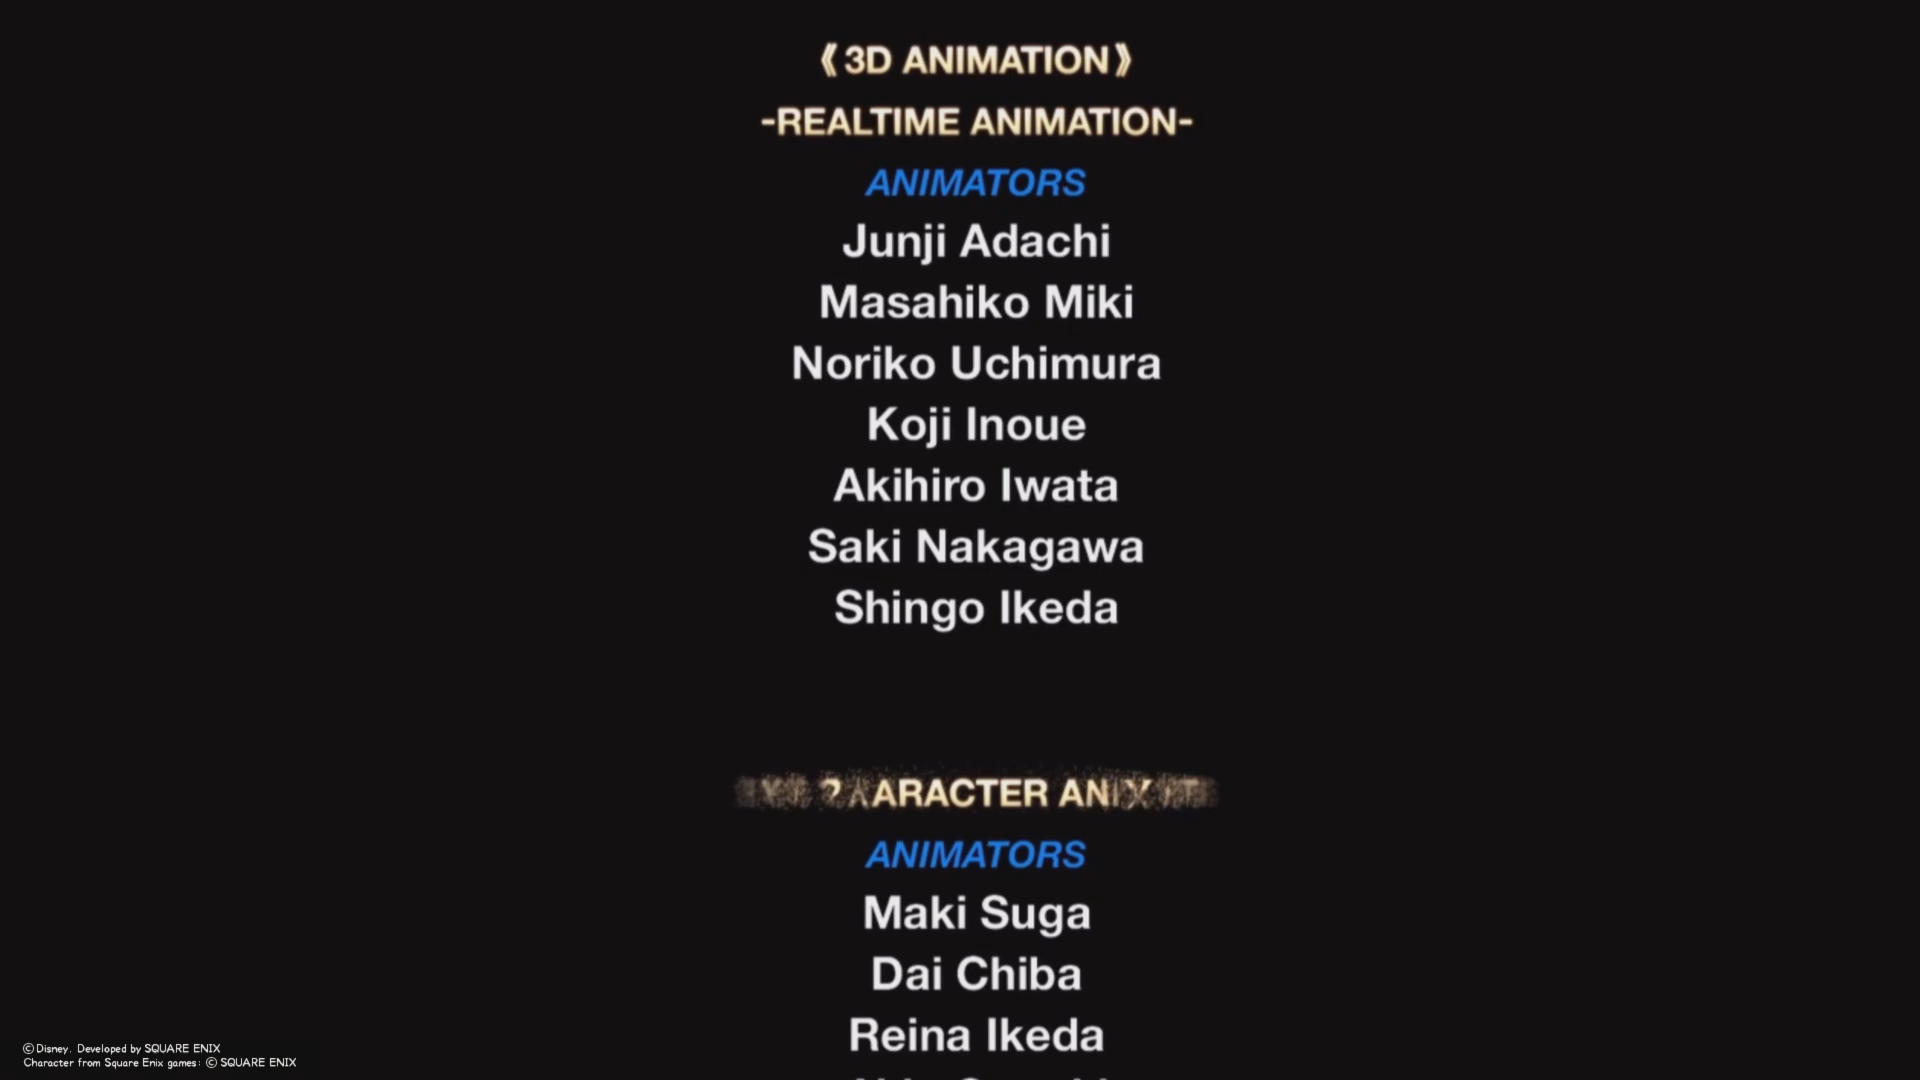 《3D ANIMATION》
-REALTIME ANIMATION-
ANIMATORS
Junji Adachi
Masahiko Miki
Noriko Uchimura
Koji Inoue
Akihiro Iwata
Saki Nakagawa
Shingo Ikeda
ANIMATORS
Maki Suga
Dai Chiba
Reina Ikeda
©Disney. Developed by SQUARE ENIX
Character from Square Enix games: © SQUARE ENIX